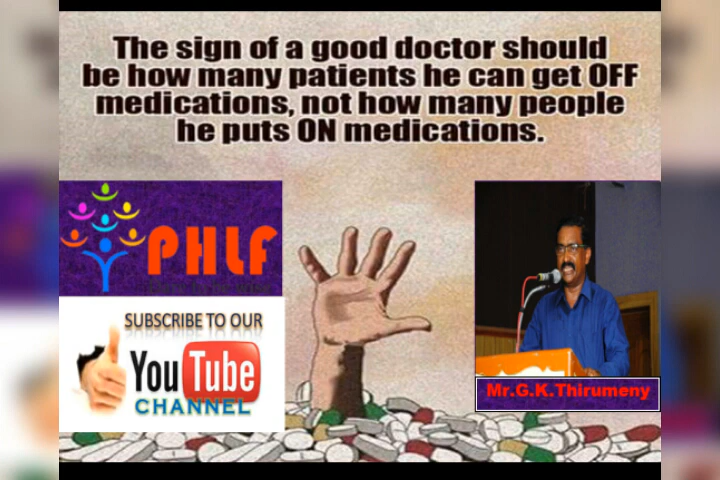 The sign of a good doctor should
be how many patients he can get OFF
medications, not how many people
he puts ON medications.
PHLF
SUBSCRIBE TO OUR
YouTube
CHANNEL
Mr.G.K.Thirumeny